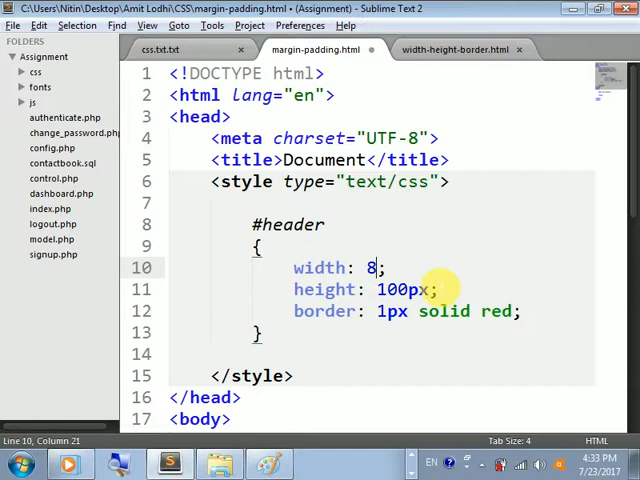 C:\Users\Nitin\Desktop\Amit Lodhi\CSS\margin-padding.html • (Assignment) - Sublime Text 2
File Edit Selection Find View Goto Tools Project Preferences Help
FOLDERS
Assignment
css
fonts
js
authenticate.php
change_password.php
config.php
contactbook.sql
control.php
dashboard.php
index.php
logout.php
model.php
signup.php
css.txt.txt × margin-padding.html • width-height-border.html ×
1 <!DOCTYPE html>
2 <html lang="en">
3 <head>
4 <meta charset="UTF-8">
5 <title>Document</title>
6 <style type="text/css">
7
8 #header
9 {
10 width: 8;
11 height: 100px;
12 border: 1px solid red;
13 }
14
15 </style>
16 </head>
17 <body>
Line 10, Column 21 Tab Size: 4 HTML
EN 4:33 PM
7/23/2017